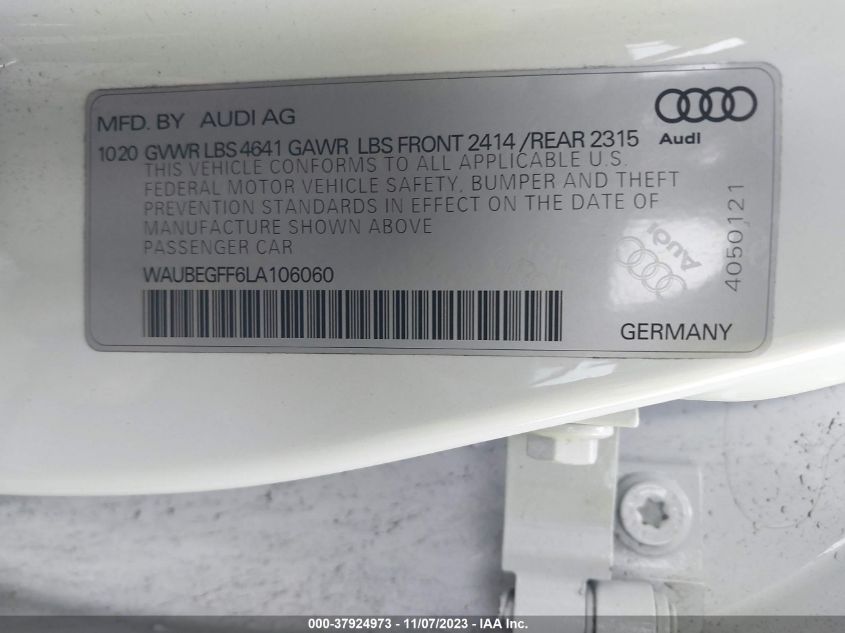 MFD. BY AUDI AG
Audi
1020 GVWR LBS 4641 GAWR LBS FRONT 2414 /REAR 2315
THIS VEHICLE CONFORMS TO ALL APPLICABLE U.S.
FEDERAL MOTOR VEHICLE SAFETY, BUMPER AND THEFT
PREVENTION STANDARDS IN EFFECT ON THE DATE OF
MANUFACTURE SHOWN ABOVE
PASSENGER CAR
WAUBEGFF6LA106060
Audi
4050121
GERMANY
000-37924973 - 11/07/2023 - IAA Inc.